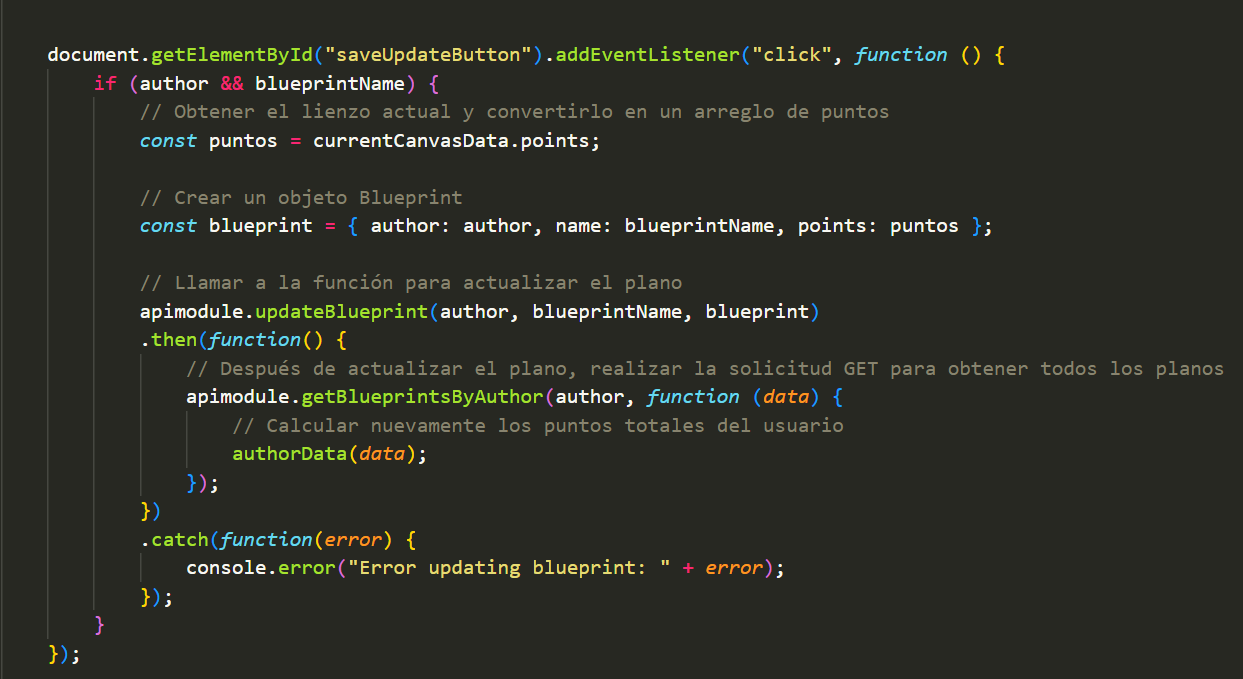 document.getElementById("saveUpdateButton").addEventListener("click", function () {
if (author && blueprintName) {
// Obtener el lienzo actual y convertirlo en un arreglo de puntos
const puntos = currentCanvasData.points;
// Crear un objeto Blueprint
const blueprint = { author: author, name: blueprintName, points: puntos };
// Llamar a la función para actualizar el plano
apimodule.updateBlueprint(author, blueprintName, blueprint)
.then(function() {
// Después de actualizar el plano, realizar la solicitud GET para obtener todos los planos
apimodule.getBlueprintsByAuthor(author, function (data) {
// Calcular nuevamente los puntos totales del usuario
authorData(data);
});
})
.catch(function(error) {
console.error("Error updating blueprint: " + error);
});
}
});